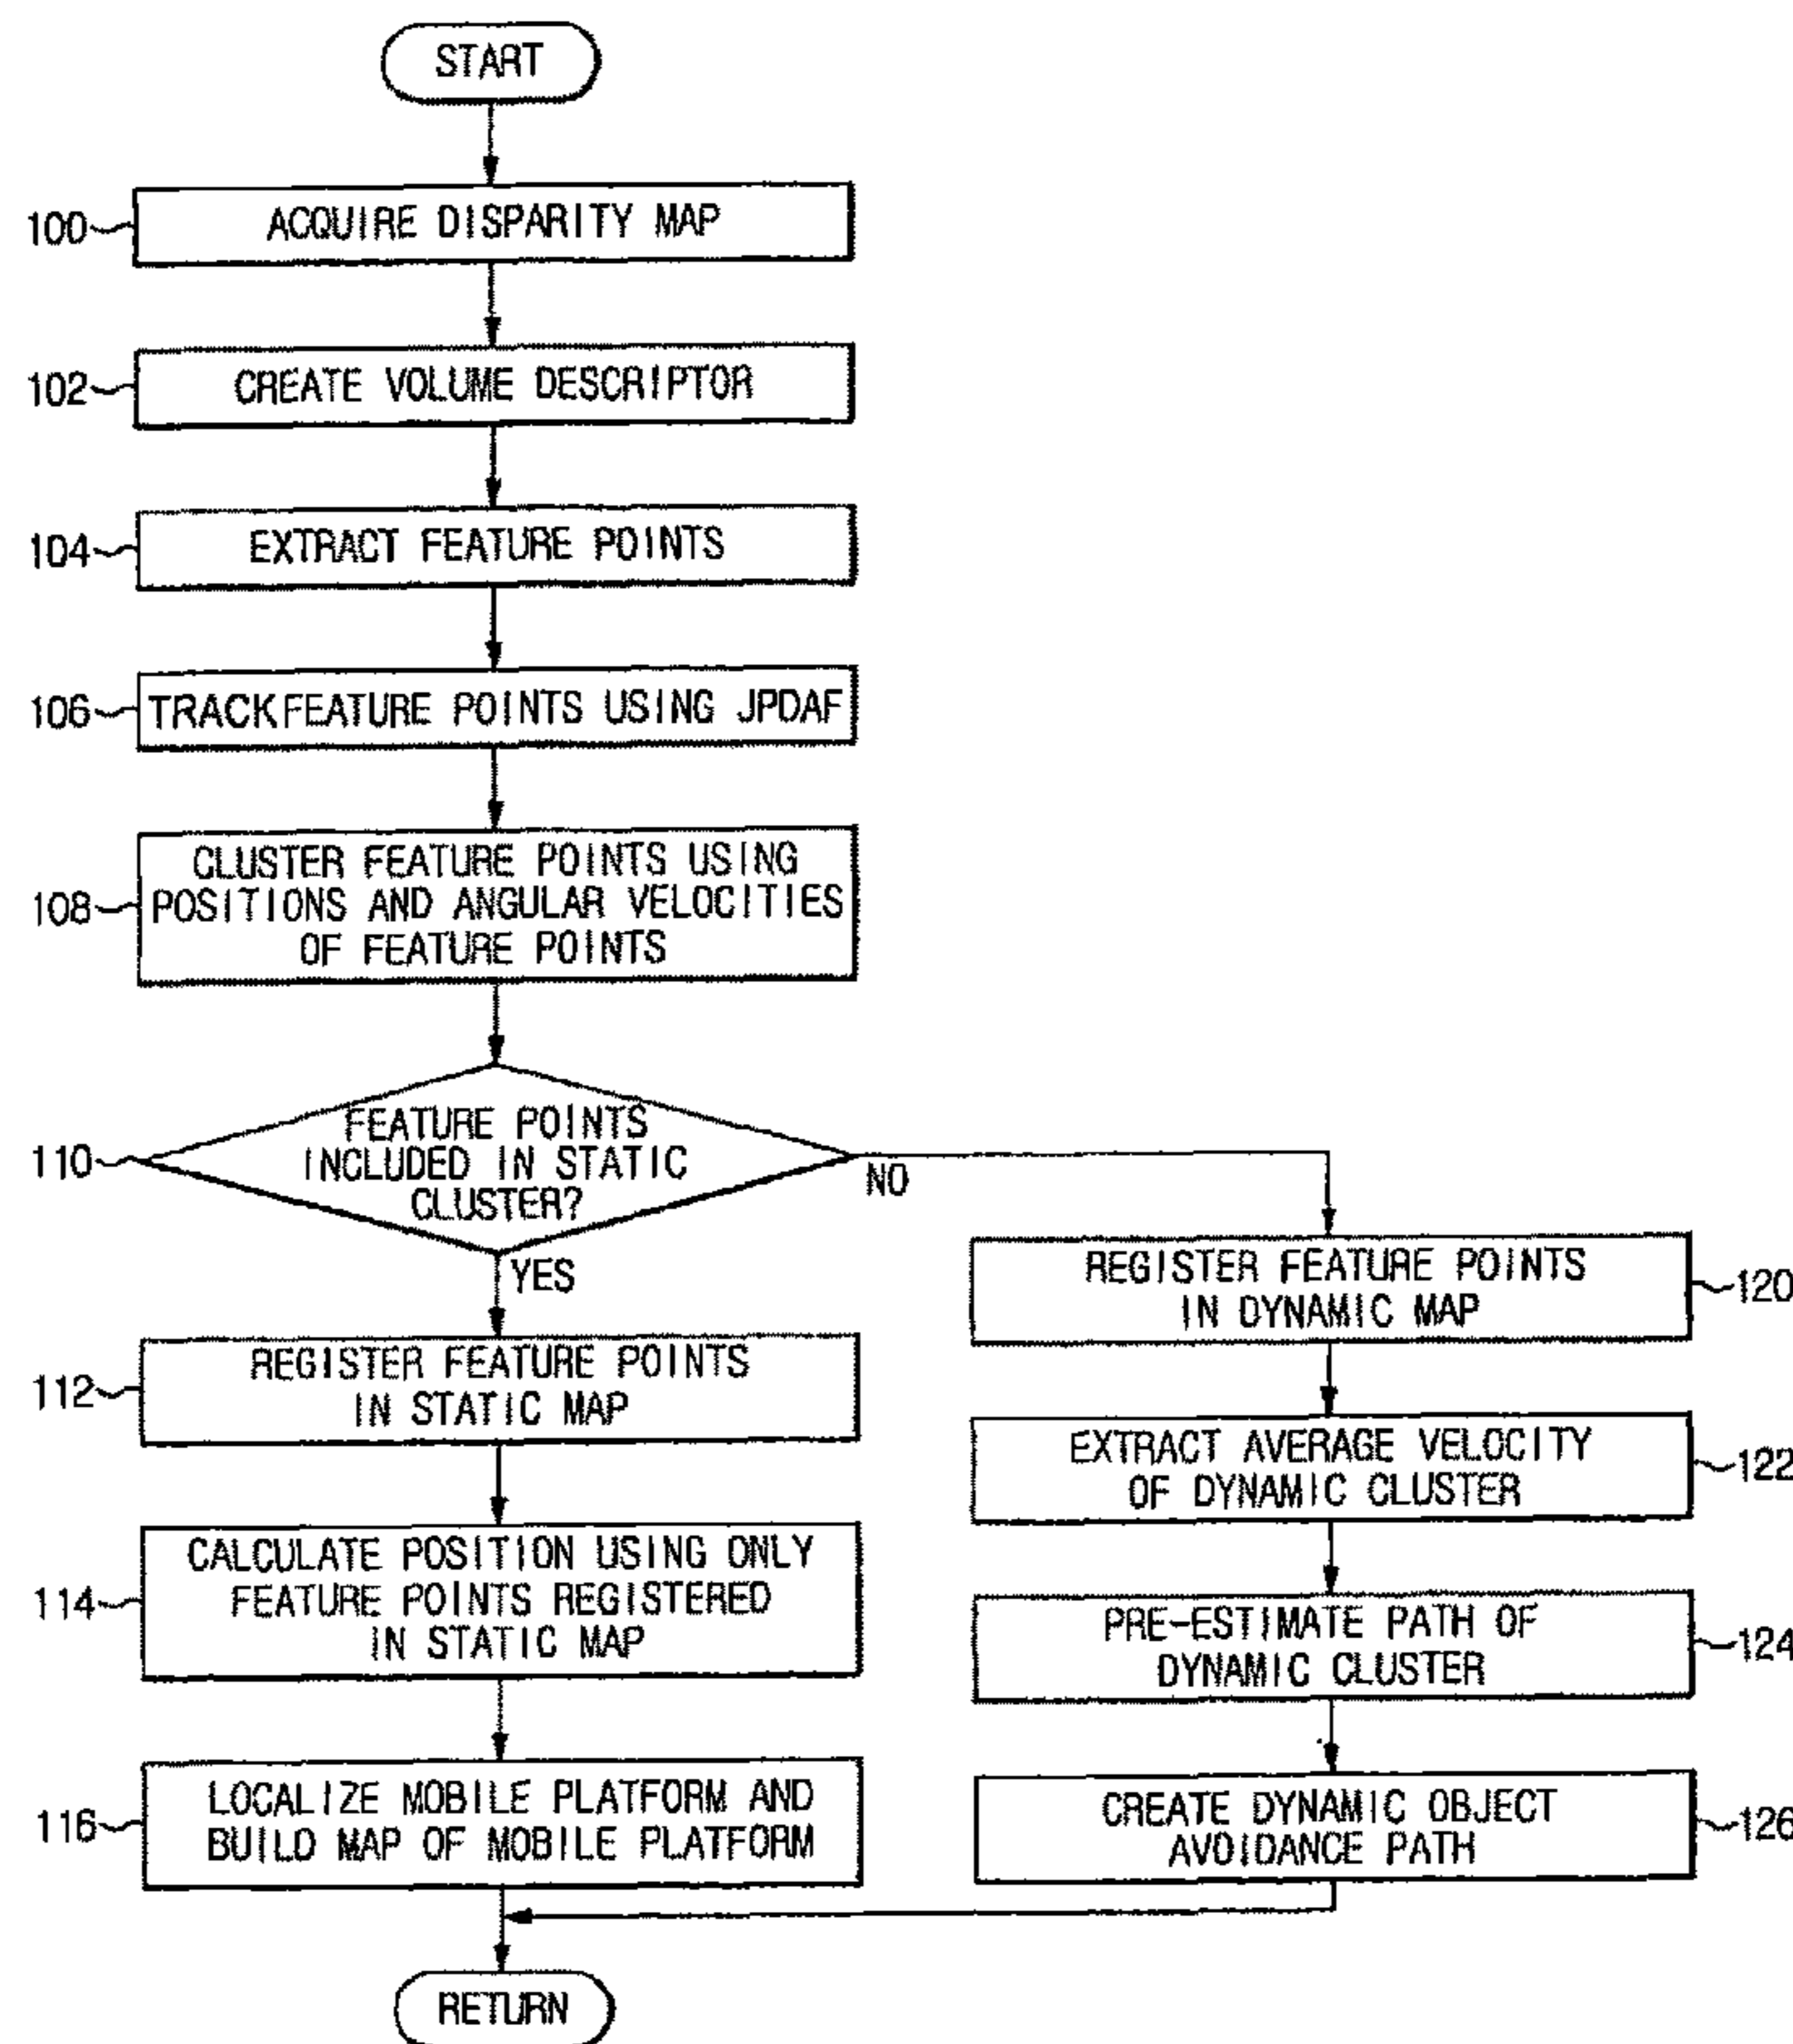 START
100
ACQUIRE DISPARITY MAP
102
CREATE VOLUME DESCRIPTOR
104
EXTRACT FEATURE POINTS
106
TRACK FEATURE POINTS USING JPDAF
108
CLUSTER FEATURE POINTS USING
POSITIONS AND ANGULAR VELOCITIES
OF FEATURE POINTS
110
FEATURE POINTS
INCLUDED IN STATIC
CLUSTER?
NO
YES
112
REGISTER FEATURE POINTS
IN STATIC MAP
114
CALCULATE POSITION USING ONLY
FEATURE POINTS REGISTERED
IN STATIC MAP
116
LOCALIZE MOBILE PLATFORM AND
BUILD MAP OF MOBILE PLATFORM
REGISTER FEATURE POINTS
IN DYNAMIC MAP
120
EXTRACT AVERAGE VELOCITY
OF DYNAMIC CLUSTER
122
PRE-ESTIMATE PATH OF
DYNAMIC CLUSTER
124
CREATE DYNAMIC OBJECT
AVOIDANCE PATH
126
RETURN